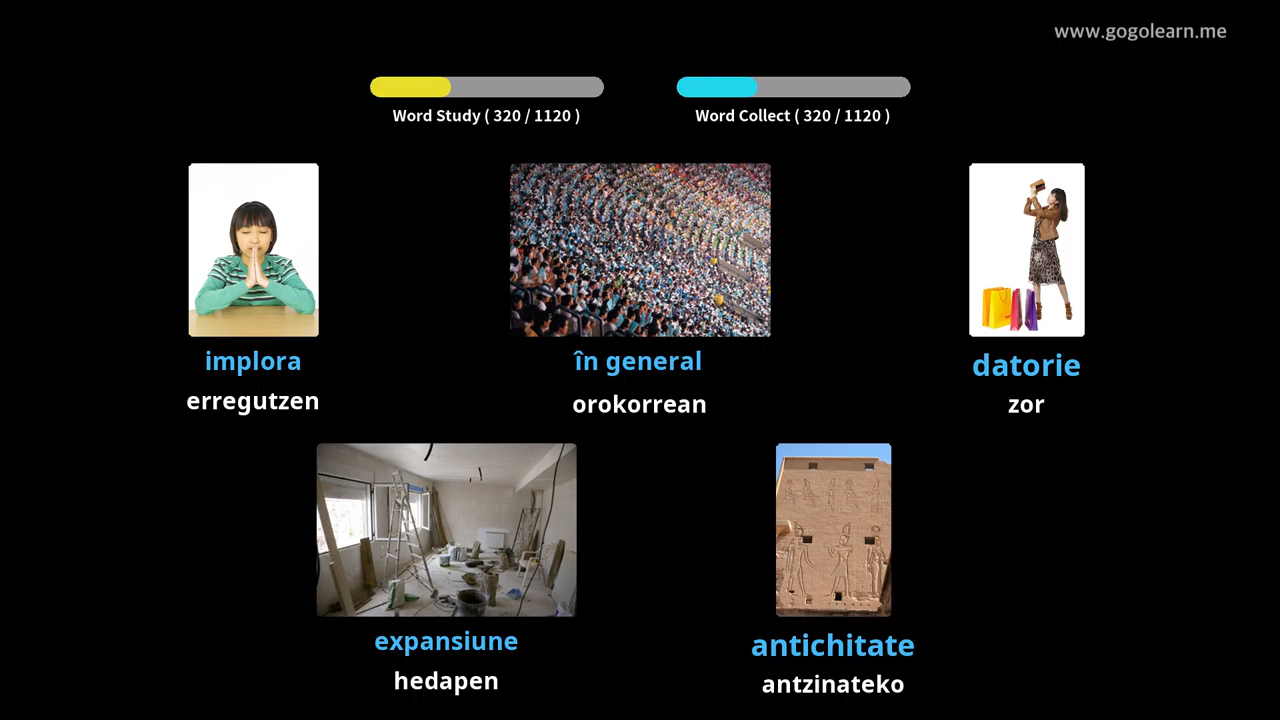 www.gogolearn.me
Word Study ( 320 / 1120 )
Word Collect ( 320 / 1120 )
implora
erregutzen
în general
orokorrean
datorie
zor
expansiune
hedapen
antichitate
antzinateko